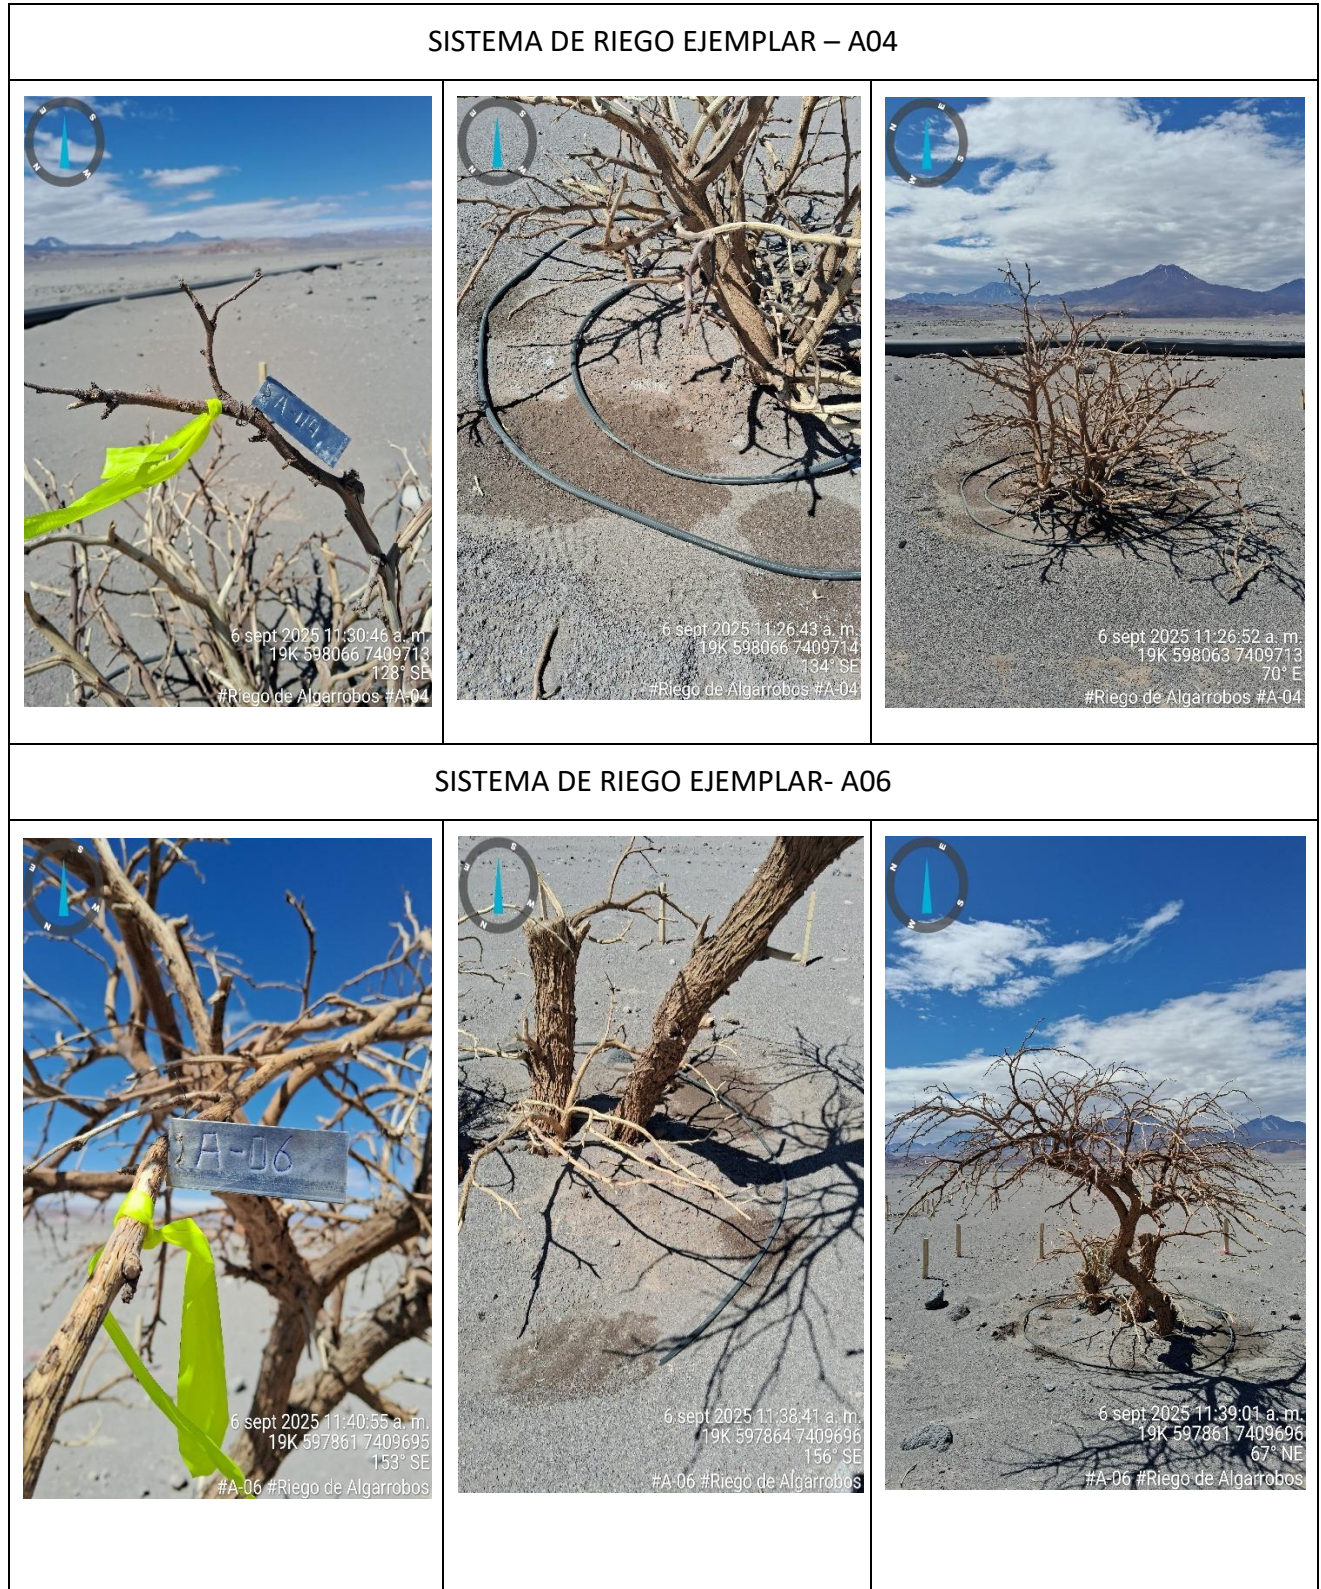 SISTEMA DE RIEGO EJEMPLAR – A04
A-04
6 sept 2025 11:30:46 a. m.
19K 598066 7409713
128° SE
#Riego de Algarrobos #A-04
6 sept 2025 11:26:43 a. m.
19K 598066 7409714
134° SE
#Riego de Algarrobos #A-04
6 sept 2025 11:26:52 a. m.
19K 598063 7409713
70° E
#Riego de Algarrobos #A-04
SISTEMA DE RIEGO EJEMPLAR- A06
A-06
6 sept 2025 11:40:55 a. m.
19K 597861 7409695
153° SE
#A-06 #Riego de Algarrobos
6 sept 2025 11:38:41 a. m.
19K 597864 7409696
156° SE
#A-06 #Riego de Algarrobos
6 sept 2025 11:39:01 a. m.
19K 597861 7409696
67° NE
#A-06 #Riego de Algarrobos